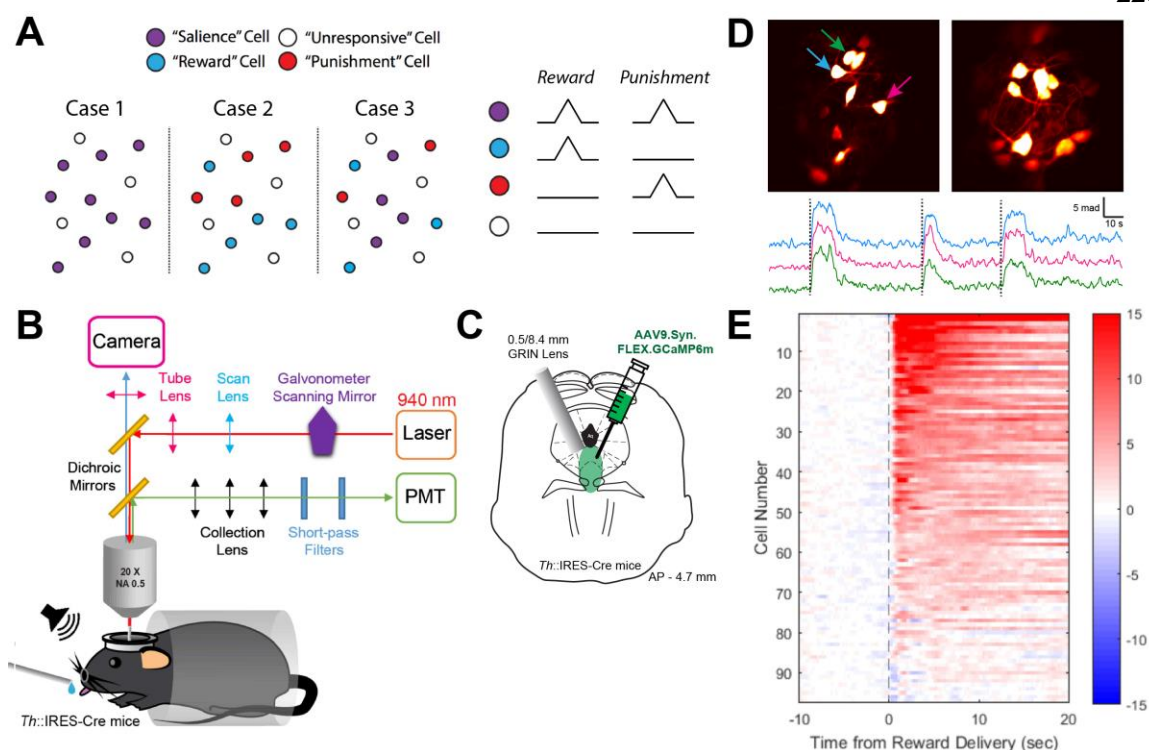 A
"Salience" Cell
"Unresponsive" Cell
"Reward" Cell
"Punishment" Cell
Case 1
Case 2
Case 3
Reward
Punishment
B
Camera
Tube
Lens
Scan
Lens
Galvonometer
Scanning Mirror
940 nm
Laser
Dichroic
Mirrors
PMT
Collection
Lens
Short-pass
Filters
20 X
NA 0.5
Th::IRES-Cre mice
C
0.5/8.4 mm
GRIN Lens
AAV9.Syn.
FLEX.GCaMP6m
Th::IRES-Cre mice
AP - 4.7 mm
D
5 mad
10 s
E
Cell Number
10
20
30
40
50
60
70
80
90
-10
0
10
20
Time from Reward Delivery (sec)
15
10
5
0
-5
-10
-15